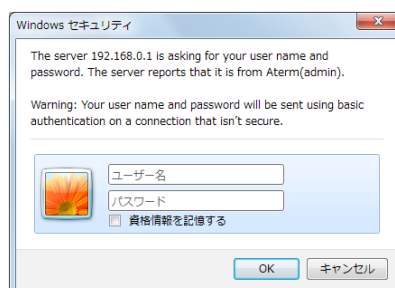 Windows セキュリティ
The server 192.168.0.1 is asking for your user name and
password. The server reports that it is from Aterm(admin).
Warning: Your user name and password will be sent using basic
authentication on a connection that isn't secure.
ユーザー名
パスワード
資格情報を記憶する
OK
キャンセル